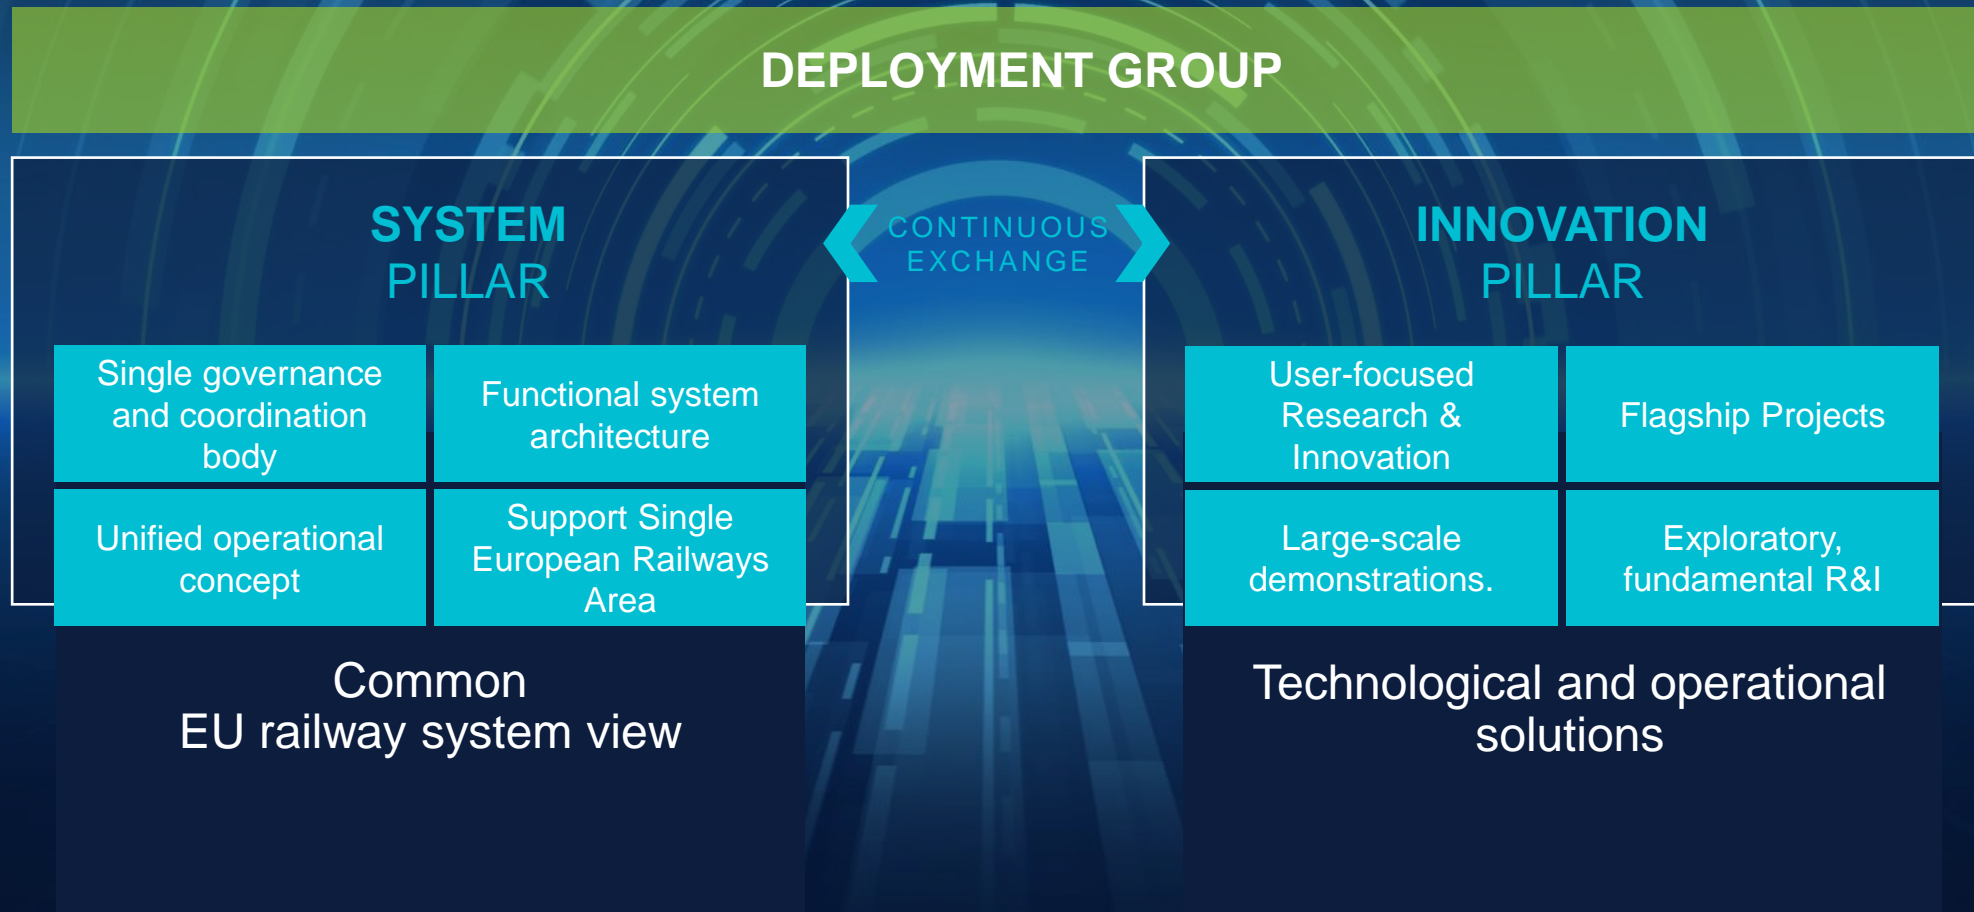 DEPLOYMENT GROUP
SYSTEM
PILLAR
CONTINUOUS
EXCHANGE
INNOVATION
PILLAR
Single governance
and coordination
body
Functional system
architecture
Unified operational
concept
Support Single
European Railways
Area
Common
EU railway system view
User-focused
Research &
Innovation
Flagship Projects
Large-scale
demonstrations.
Exploratory,
fundamental R&I
Technological and operational
solutions